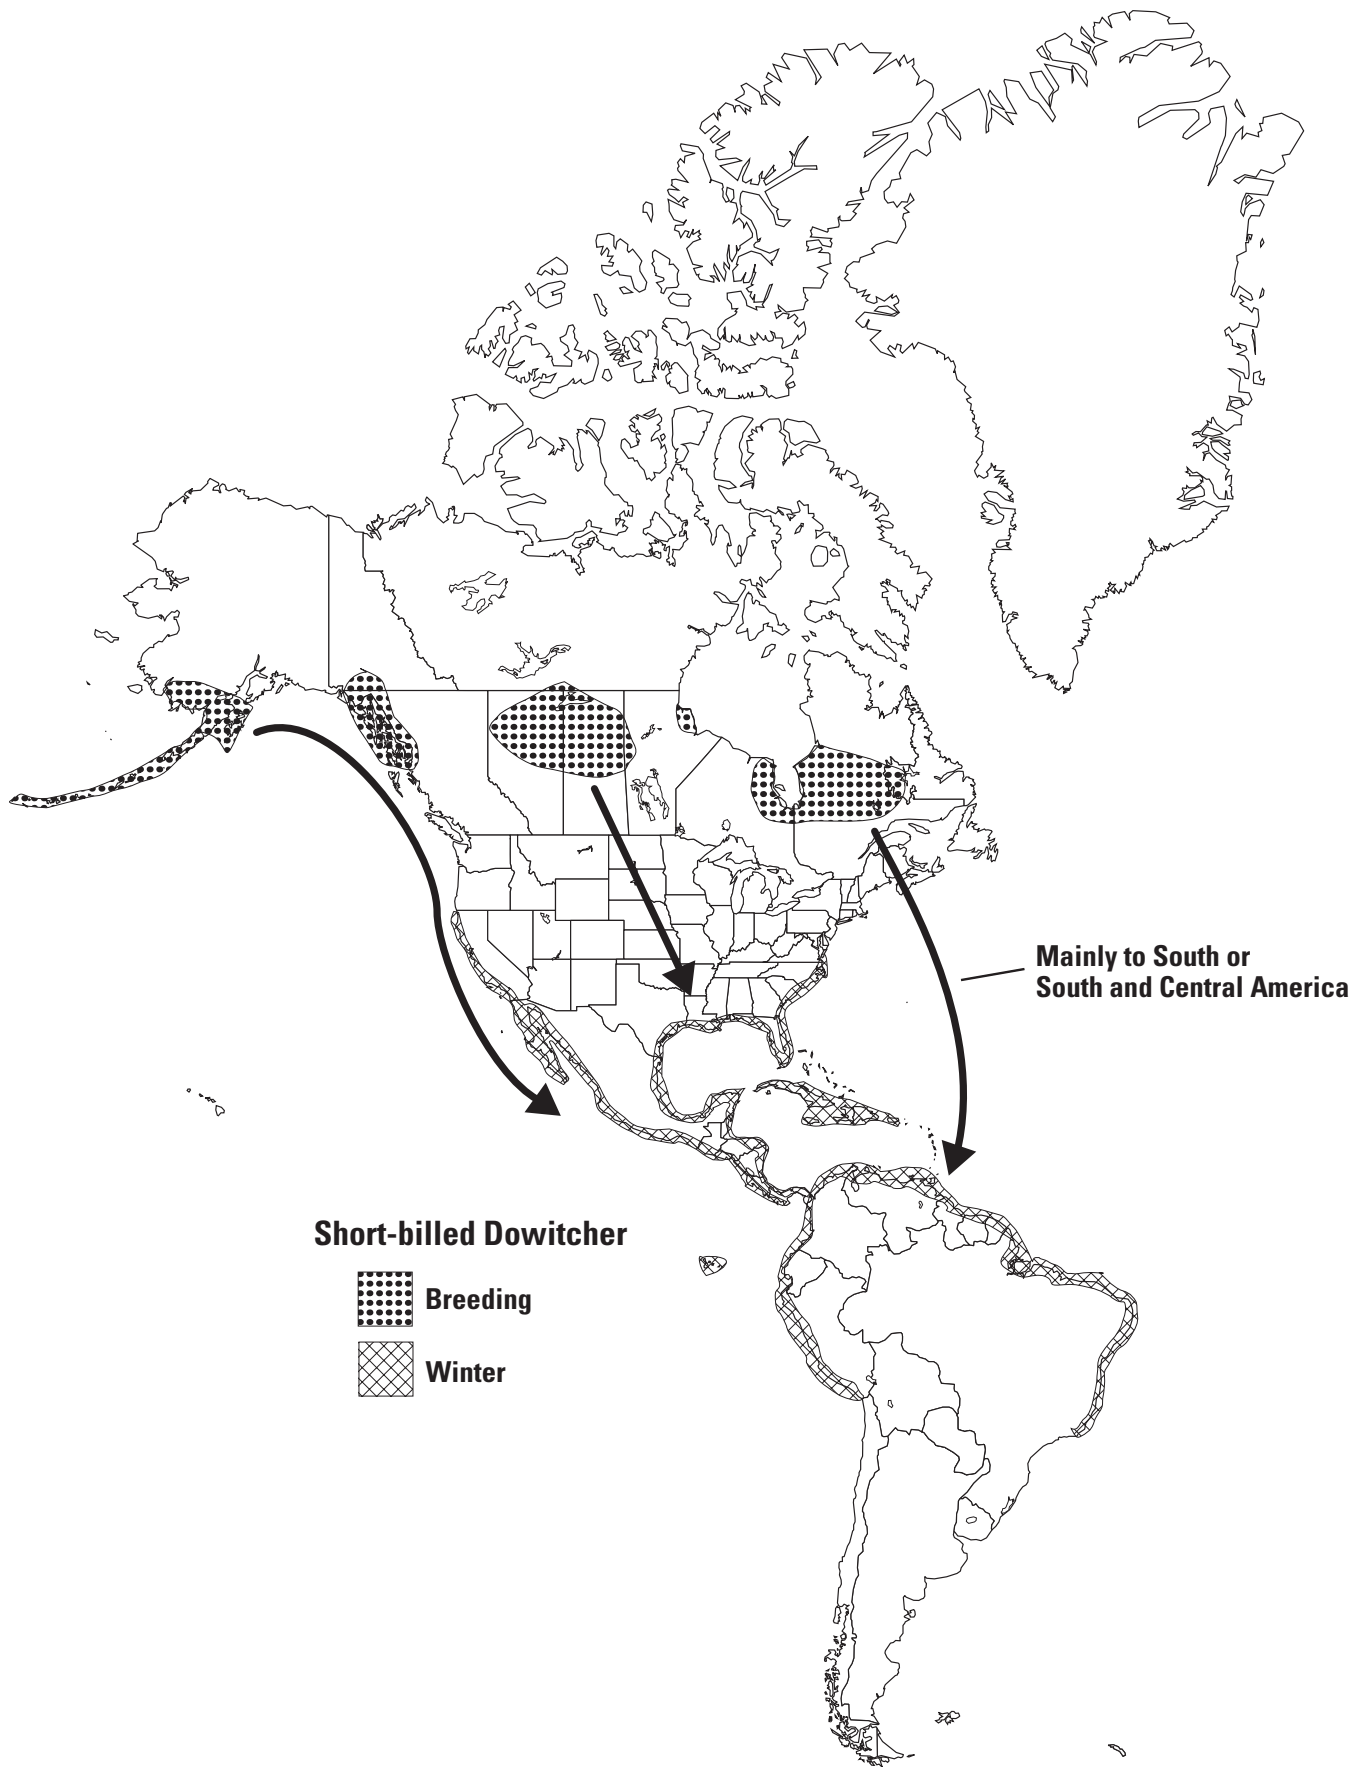 Mainly to South or
South and Central America
Short-billed Dowitcher
Breeding
Winter